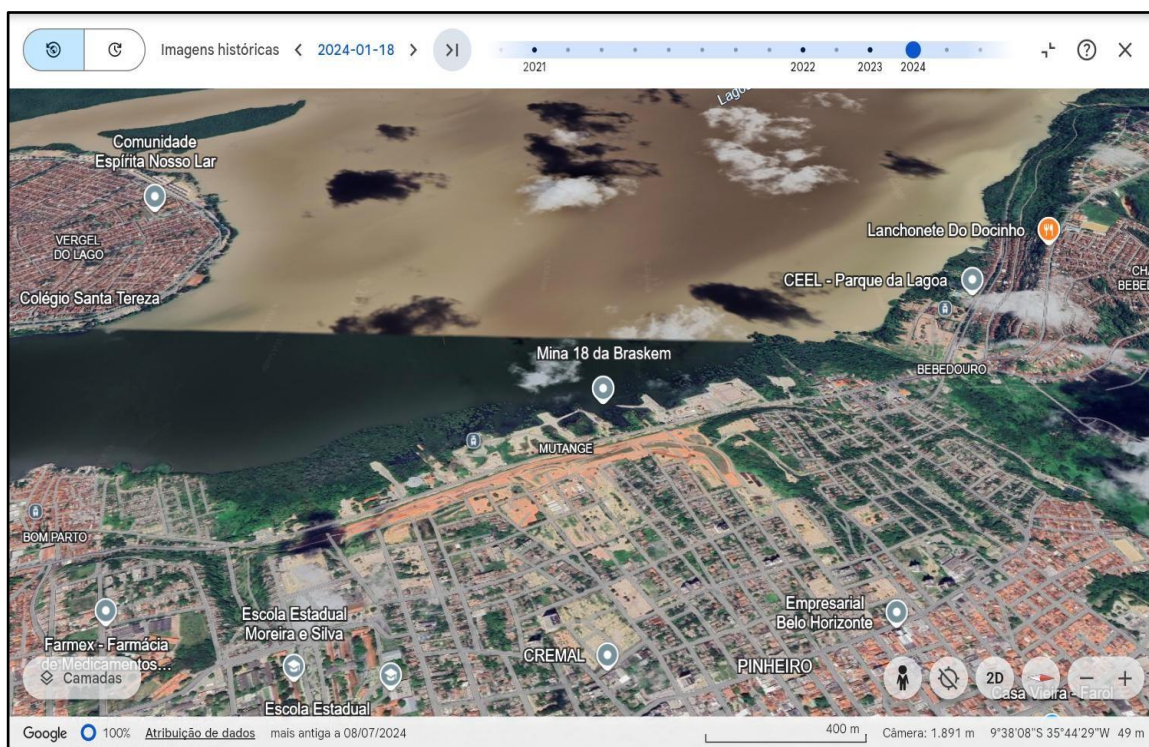 Imagens históricas
2024-01-18
2021
2022
2023
2024
Comunidade
Espírita Nosso Lar
VERGEL
DO LAGO
Colégio Santa Tereza
Lanchonete Do Docinho
CEEL - Parque da Lagoa
Mina 18 da Braskem
BEBEDOURO
MUTANGE
BOM PARTO
Farmex - Farmácia
de Medicamentos...
Escola Estadual
Moreira e Silva
Escola Estadual
CREMAL
Empresarial
Belo Horizonte
PINHEIRO
Casa Vieira - Farol
Camadas
2D
Google
100%
Atribuição de dados
mais antiga a 08/07/2024
400 m
Câmera: 1.891 m
9°38'08"S 35°44'29"W
49 m